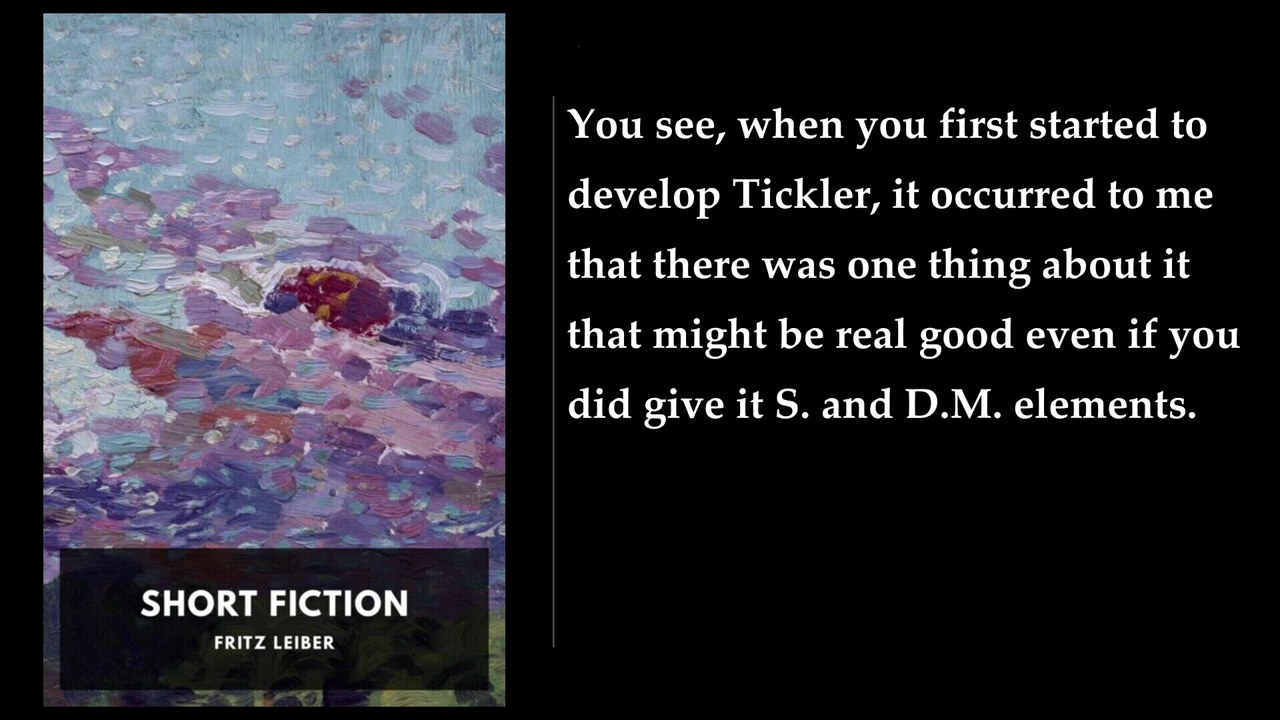 You see, when you first started to
develop Tickler, it occurred to me
that there was one thing about it
that might be real good even if you
did give it S. and D.M. elements.
SHORT FICTION
FRITZ LEIBER